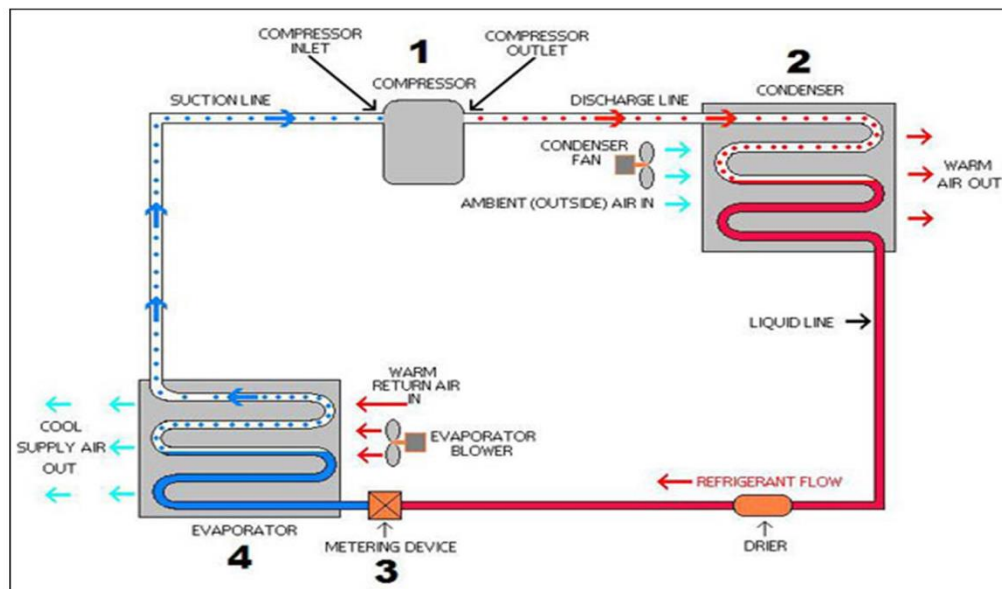 COMPRESSOR
INLET
1
COMPRESSOR
COMPRESSOR
OUTLET
2
CONDENSER
SUCTION LINE
DISCHARGE LINE
CONDENSER
FAN
AMBIENT (OUTSIDE) AIR IN
WARM
AIR OUT
LIQUID LINE
WARM
RETURN AIR
IN
COOL
SUPPLY AIR
OUT
EVAPORATOR
BLOWER
REFRIGERANT FLOW
EVAPORATOR
4
METERING DEVICE
3
DRIER